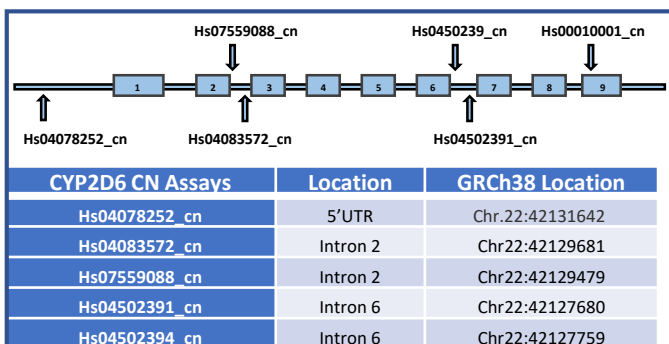 Hs07559088_cn Hs0450239_cn Hs00010001_cn
1 2 3 4 5 6 7 8 9
Hs04078252_cn Hs04083572_cn Hs04502391_cn
CYP2D6 CN Assays Location GRCh38 Location
Hs04078252_cn 5’UTR Chr.22:42131642
Hs04083572_cn Intron 2 Chr22:42129681
Hs07559088_cn Intron 2 Chr22:42129479
Hs04502391_cn Intron 6 Chr22:42127680
Hs04502394_cn Intron 6 Chr22:42127759